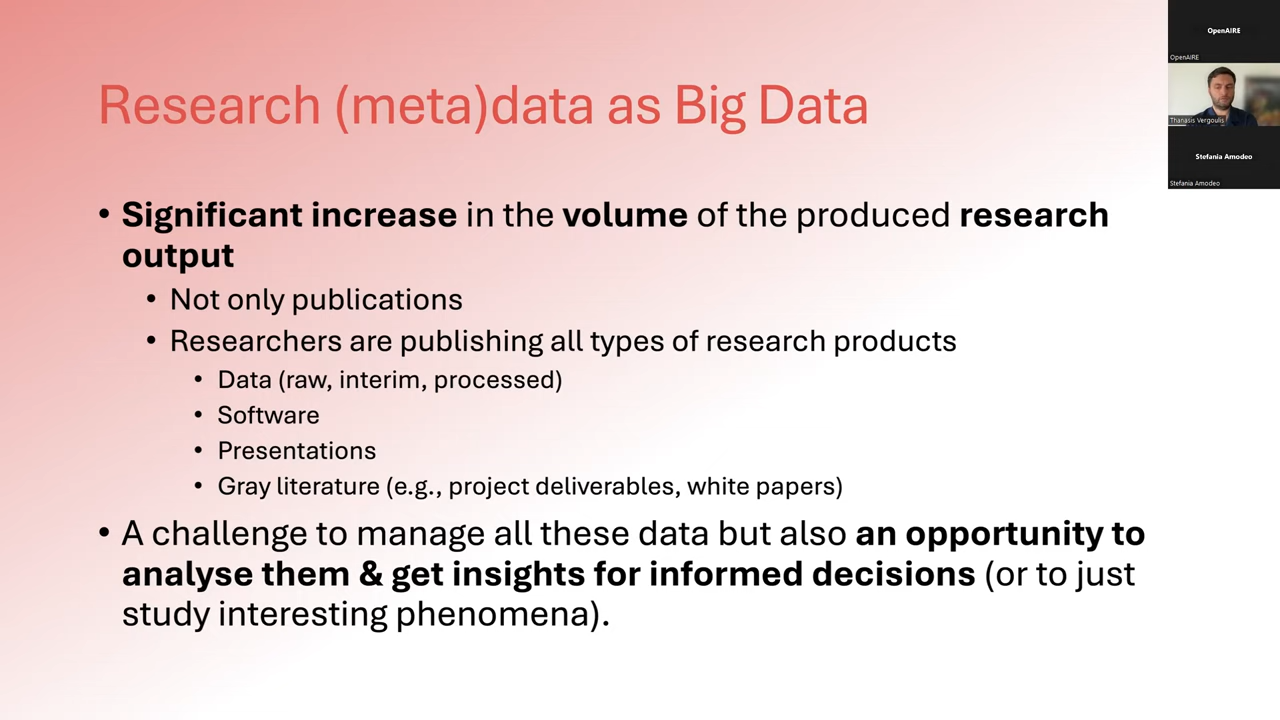 Research (meta)data as Big Data
• Significant increase in the volume of the produced research
output
• Not only publications
• Researchers are publishing all types of research products
• Data (raw, interim, processed)
• Software
• Presentations
• Gray literature (e.g., project deliverables, white papers)
• A challenge to manage all these data but also an opportunity to
analyse them & get insights for informed decisions (or to just
study interesting phenomena).
OpenAIRE
OpenAIRE
Thanasis Vergoulis
Stefania Amodeo
Stefania Amodeo